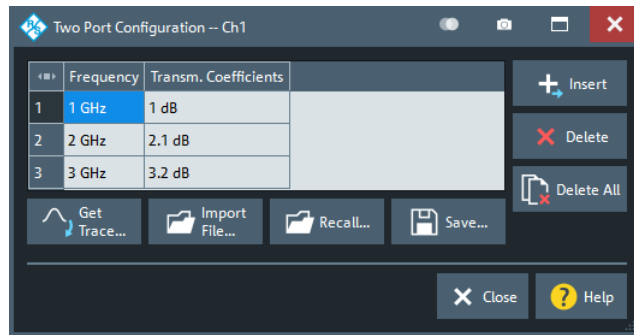 Two Port Configuration -- Ch1
Frequency Transm. Coefficients
1 1 GHz 1 dB
2 2 GHz 2.1 dB
3 3 GHz 3.2 dB
Insert
Delete
Delete All
Get
Trace...
Import
File...
Recall...
Save...
Close
? Help